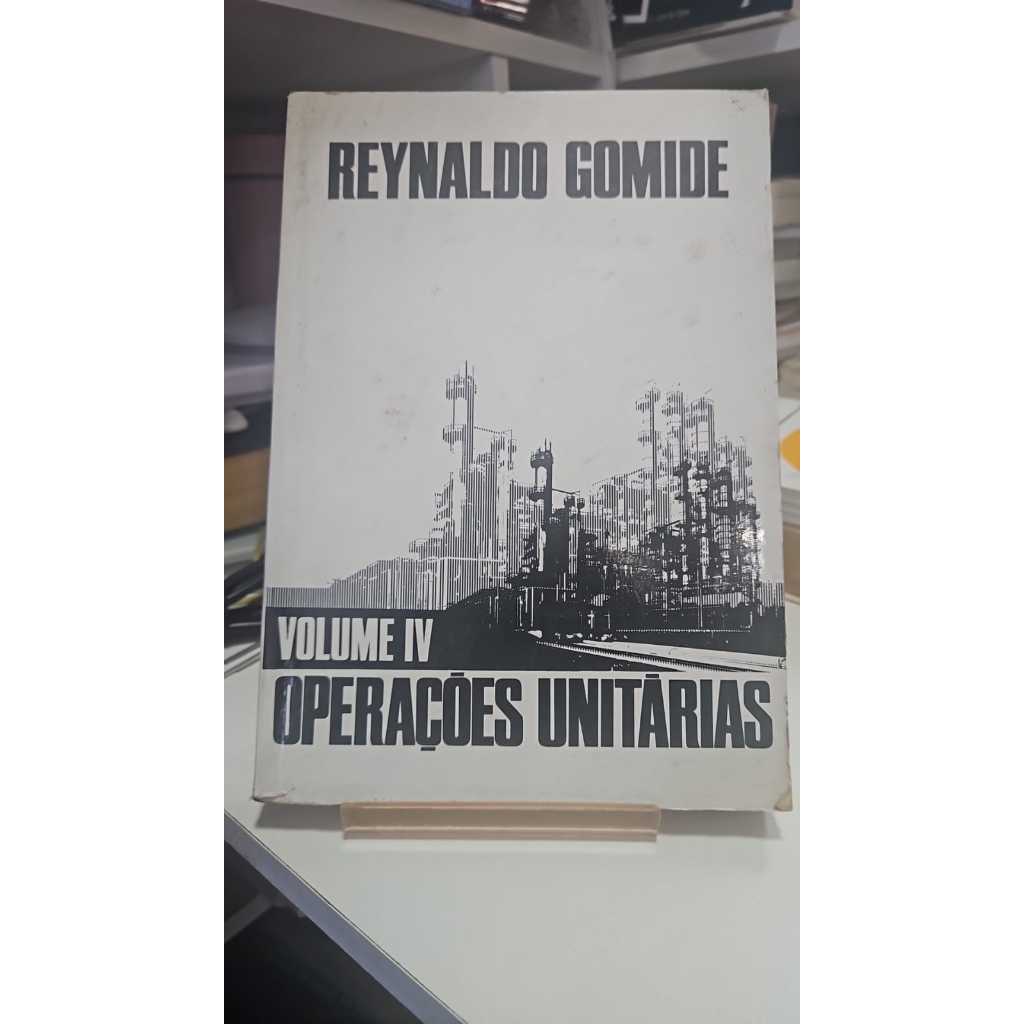 REYNALDO GOMIDE
VOLUME IV
OPERAÇÕES UNITÁRIAS